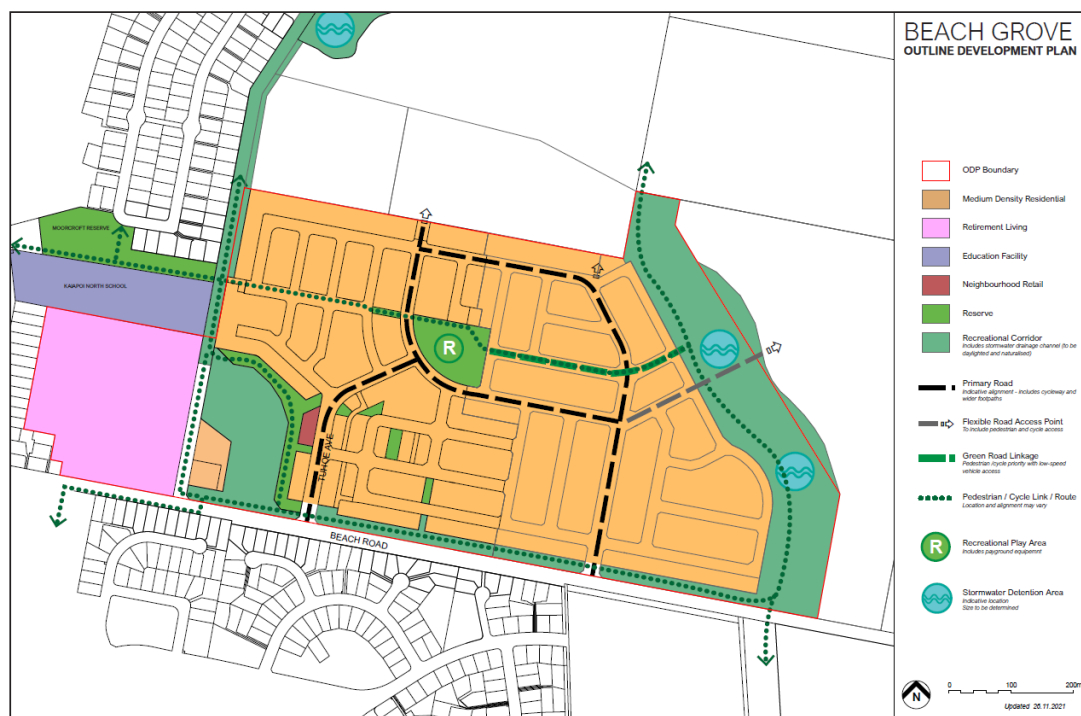 BEACH GROVE
OUTLINE DEVELOPMENT PLAN
ODP Boundary
Medium Density Residential
Retirement Living
Education Facility
Neighbourhood Retail
Reserve
Recreational Corridor
Includes stormwater drainage channel (to be
daylighted and naturalised)
Primary Road
Indicative alignment - Includes cycleway and
wider footpaths
Flexible Road Access Point
To include pedestrian and cycle access
Green Road Linkage
Pedestrian /cycle priority with low-speed
vehicle access
Pedestrian / Cycle Link / Route
Location and alignment may vary
R
Recreational Play Area
Includes playground equipemnt
Stormwater Detention Area
Indicative location
Size to be determined
N
0 100 200m
Updated 26.11.2021
MOORCROFT RESERVE
KAIAPOI NORTH SCHOOL
R
TUHOE AVE
BEACH ROAD